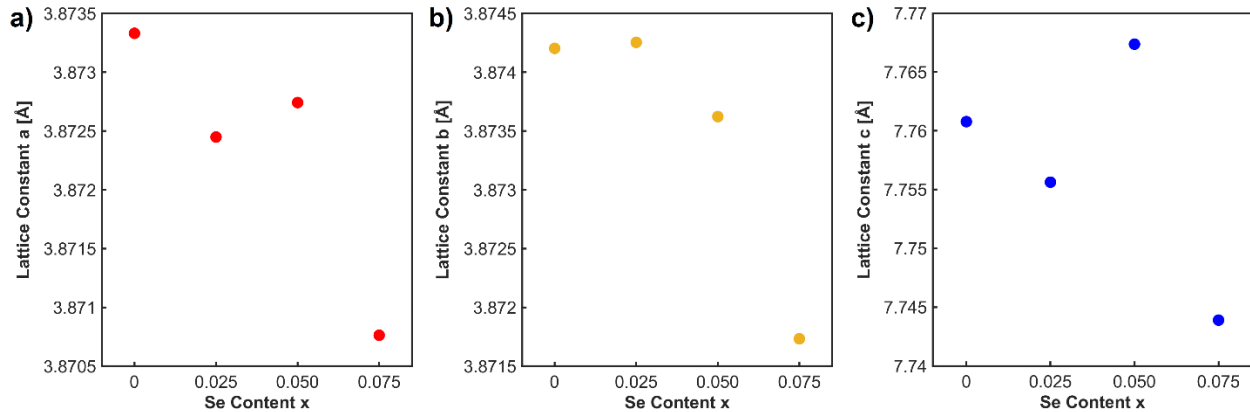 a)
Lattice Constant a [Å]
3.8735
3.873
3.8725
3.872
3.8715
3.871
3.8705
0 0.025 0.050 0.075
Se Content x
b)
Lattice Constant b [Å]
3.8745
3.874
3.8735
3.873
3.8725
3.872
3.8715
0 0.025 0.050 0.075
Se Content x
c)
Lattice Constant c [Å]
7.77
7.765
7.76
7.755
7.75
7.745
7.74
0 0.025 0.050 0.075
Se Content x